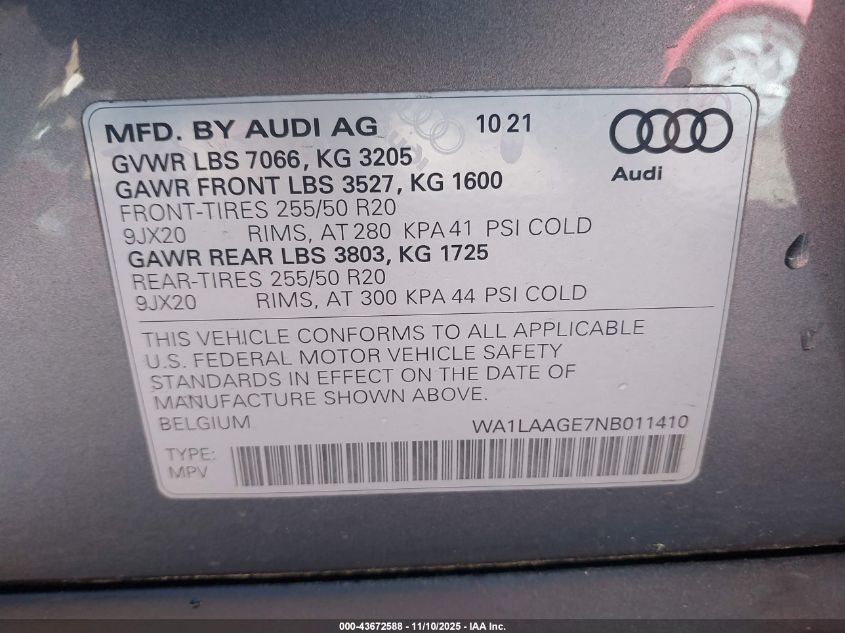 MFD. BY AUDI AG 10 21
GVWR LBS 7066, KG 3205
GAWR FRONT LBS 3527, KG 1600
Audi
FRONT-TIRES 255/50 R20
9JX20 RIMS, AT 280 KPA 41 PSI COLD
GAWR REAR LBS 3803, KG 1725
REAR-TIRES 255/50 R20
9JX20 RIMS, AT 300 KPA 44 PSI COLD
THIS VEHICLE CONFORMS TO ALL APPLICABLE
U.S. FEDERAL MOTOR VEHICLE SAFETY
STANDARDS IN EFFECT ON THE DATE OF
MANUFACTURE SHOWN ABOVE.
BELGIUM WA1LAAGE7NB011410
TYPE:
MPV
000-43672588 - 11/10/2025 - IAA Inc.